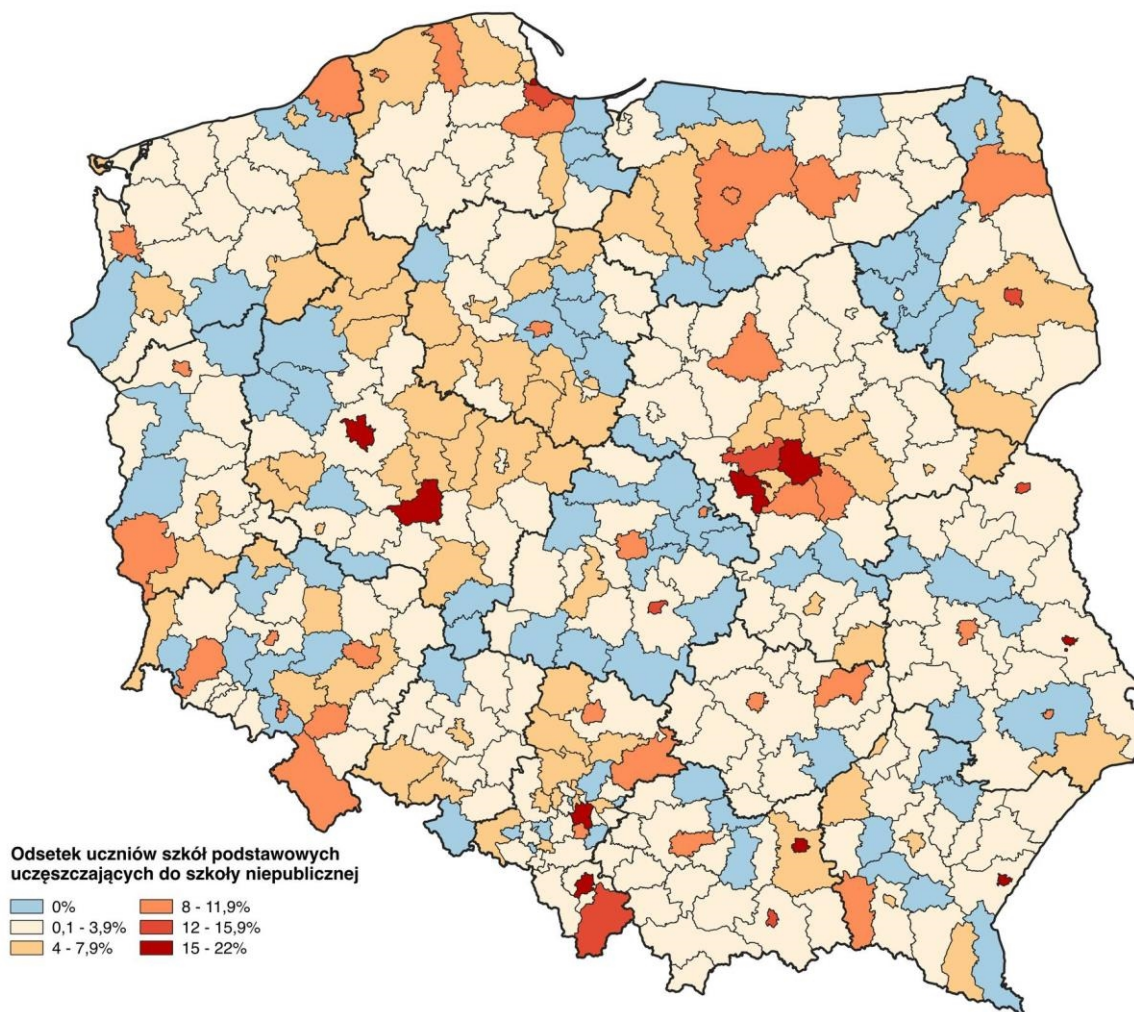 Odsetek uczniów szkół podstawowych
uczęszczających do szkoły niepublicznej
0%
0,1 - 3,9%
4 - 7,9%
8 - 11,9%
12 - 15,9%
15 - 22%